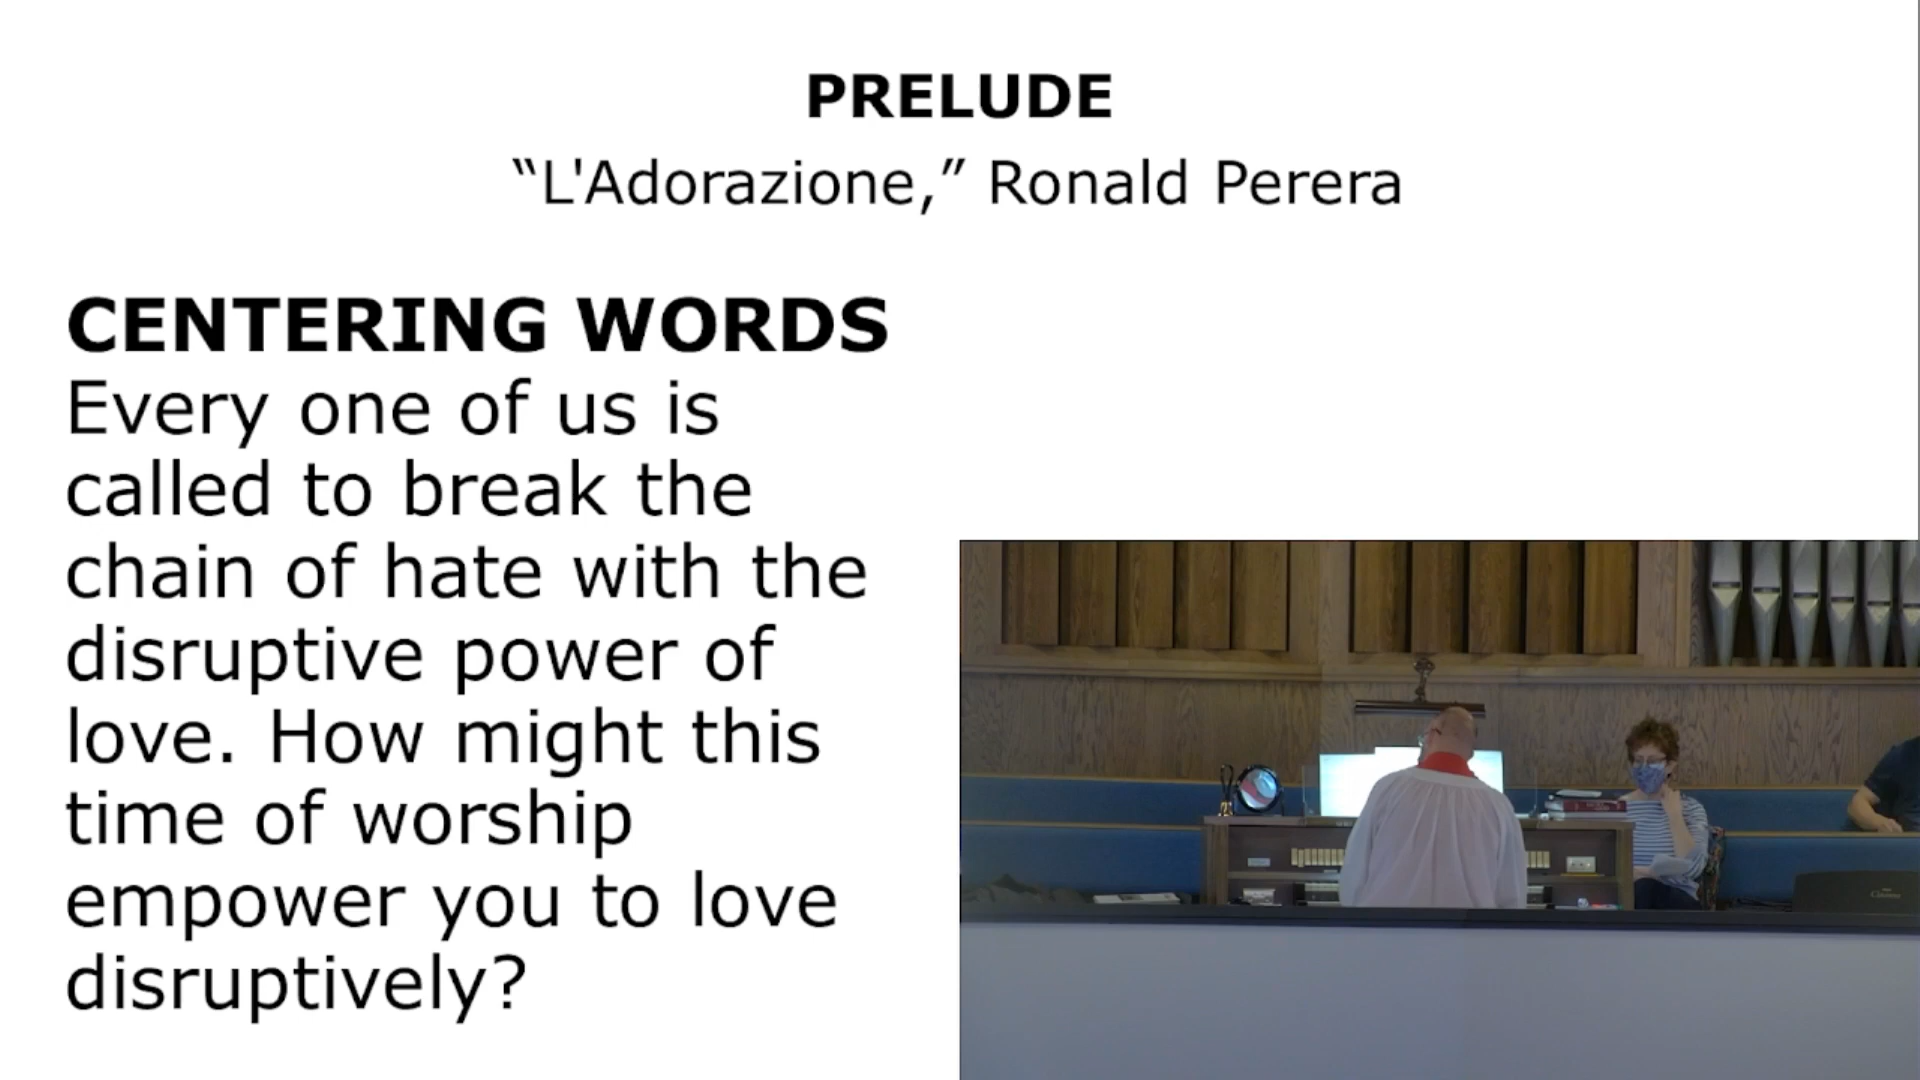 PRELUDE
“L'Adorazione,” Ronald Perera
CENTERING WORDS
Every one of us is
called to break the
chain of hate with the
disruptive power of
love. How might this
time of worship
empower you to love
disruptively?